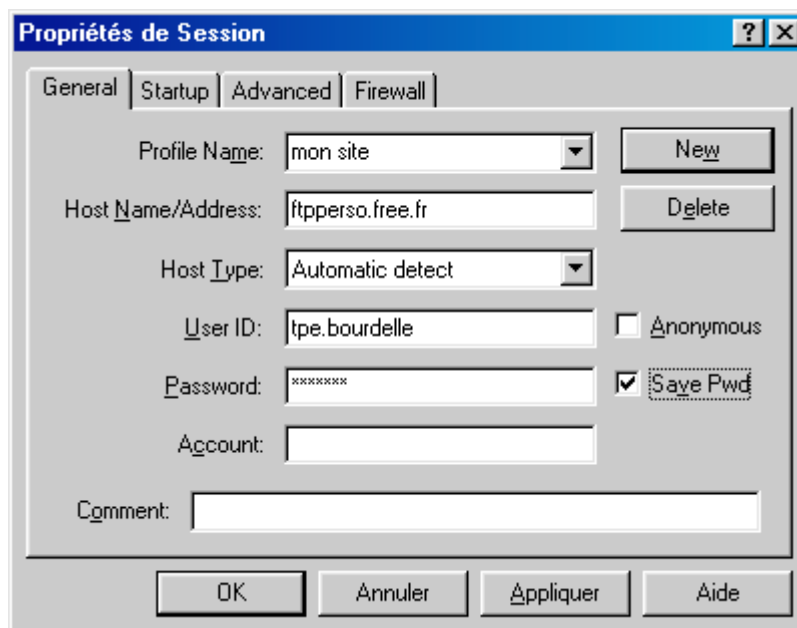 Propriétés de Session
General Startup Advanced Firewall
Profile Name: mon site New
Host Name/Address: ftpperso.free.fr Delete
Host Type: Automatic detect
User ID: tpe.bourdelle Anonymous
Password: ******* Save Pwd
Account:
Comment:
OK Annuler Appliquer Aide